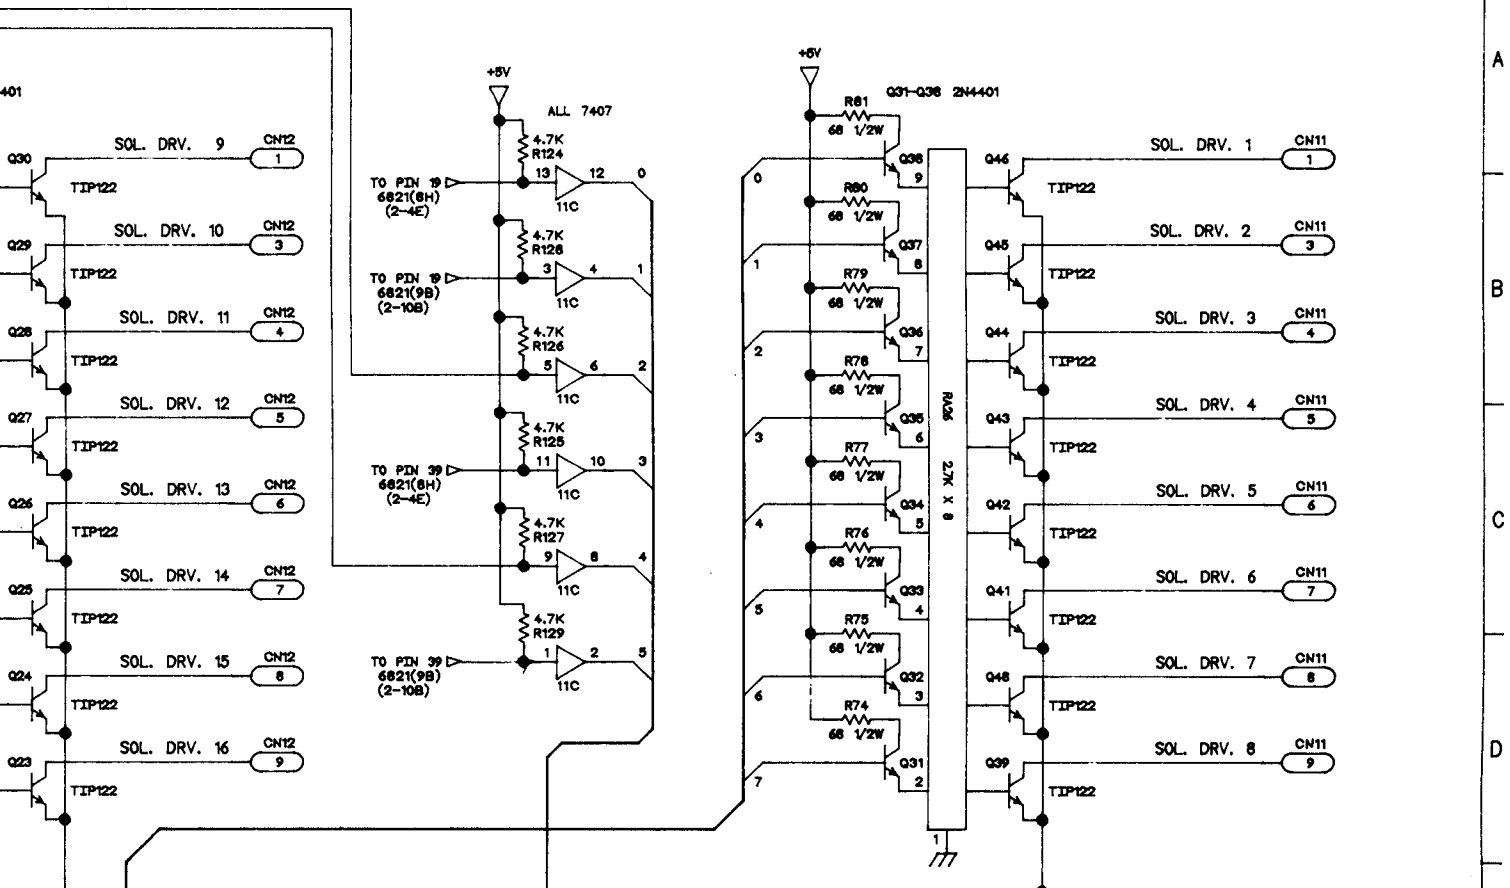 401
Q30
SOL. DRV. 9
CN12
1
TIP122
Q29
SOL. DRV. 10
CN12
3
TIP122
Q28
SOL. DRV. 11
CN12
4
TIP122
Q27
SOL. DRV. 12
CN12
5
TIP122
Q26
SOL. DRV. 13
CN12
6
TIP122
Q25
SOL. DRV. 14
CN12
7
TIP122
Q24
SOL. DRV. 15
CN12
8
TIP122
Q23
SOL. DRV. 16
CN12
9
TIP122
+5V
ALL 7407
4.7K
R124
TO PIN 19
6821(8H)
(2-4E)
13
12
11C
0
4.7K
R128
TO PIN 19
6821(9B)
(2-10B)
3
4
11C
1
4.7K
R126
5
6
11C
2
4.7K
R125
TO PIN 39
6821(8H)
(2-4E)
11
10
11C
3
4.7K
R127
9
8
11C
4
4.7K
R129
TO PIN 39
6821(9B)
(2-10B)
1
2
11C
5
+5V
Q31-Q38 2N4401
0
R81
68 1/2W
Q38
9
1
R80
68 1/2W
Q37
8
2
R79
68 1/2W
Q36
7
3
R78
68 1/2W
Q35
6
4
R77
68 1/2W
Q34
5
5
R76
68 1/2W
Q33
4
6
R75
68 1/2W
Q32
3
7
R74
68 1/2W
Q31
2
RA26 2.7K X 8
1
Q46
SOL. DRV. 1
CN11
1
TIP122
Q45
SOL. DRV. 2
CN11
3
TIP122
Q44
SOL. DRV. 3
CN11
4
TIP122
Q43
SOL. DRV. 4
CN11
5
TIP122
Q42
SOL. DRV. 5
CN11
6
TIP122
Q41
SOL. DRV. 6
CN11
7
TIP122
Q48
SOL. DRV. 7
CN11
8
TIP122
Q39
SOL. DRV. 8
CN11
9
TIP122
A
B
C
D